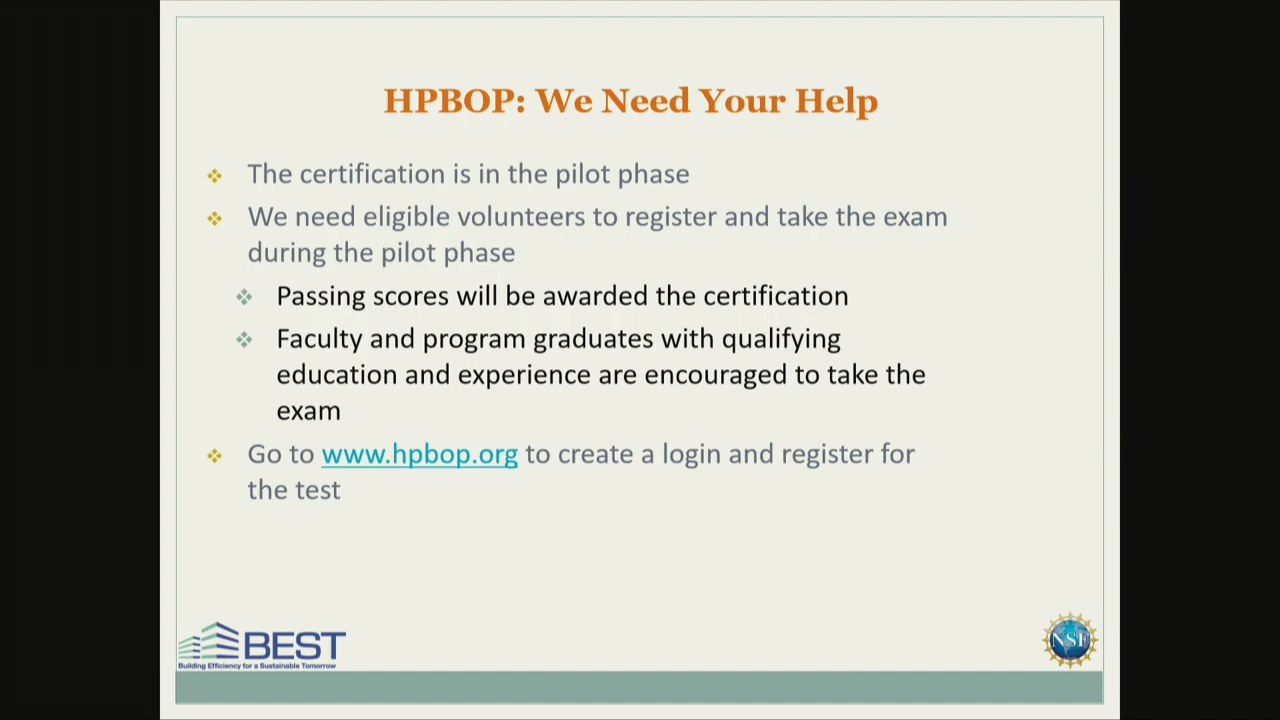 HPBOP: We Need Your Help
The certification is in the pilot phase
We need eligible volunteers to register and take the exam
during the pilot phase
Passing scores will be awarded the certification
Faculty and program graduates with qualifying
education and experience are encouraged to take the
exam
Go to www.hpbop.org to create a login and register for
the test
BEST
Building Efficiency for a Sustainable Tomorrow
NSF